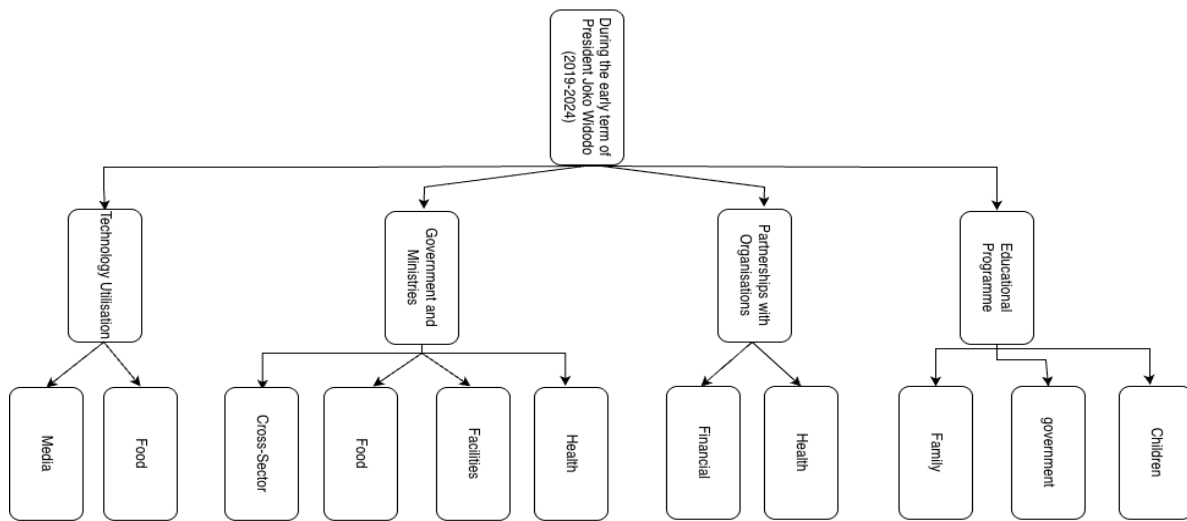 During the early term of
President Joko Widodo
(2019-2024)
Technology Utilisation
Government and
Ministries
Partnerships with
Organisations
Educational
Programme
Media
Food
Cross-Sector
Food
Facilities
Health
Financial
Health
Family
government
Children